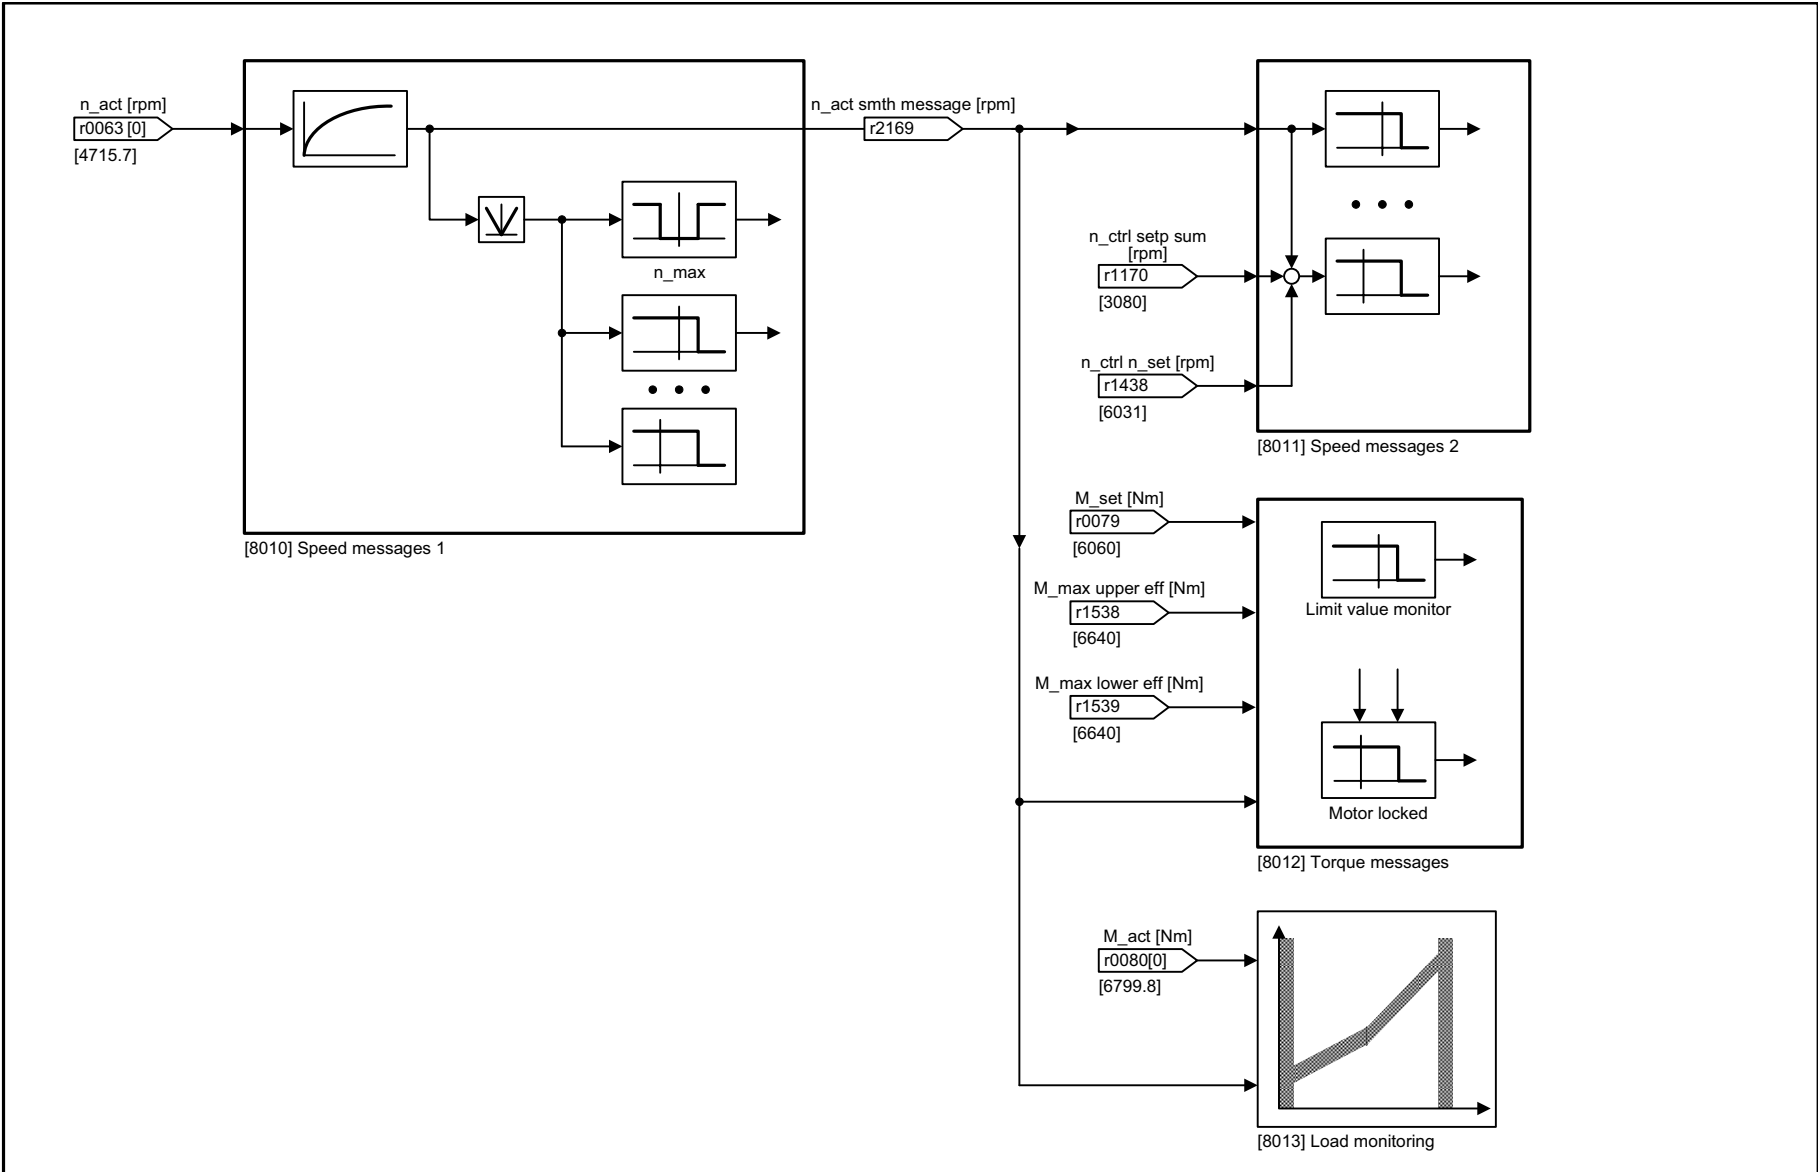 n_act [rpm]
r0063 [0]
[4715.7]
n_max
[8010] Speed messages 1
n_act smth message [rpm]
r2169
n_ctrl setp sum
[rpm]
r1170
[3080]
n_ctrl n_set [rpm]
r1438
[6031]
[8011] Speed messages 2
M_set [Nm]
r0079
[6060]
M_max upper eff [Nm]
r1538
[6640]
M_max lower eff [Nm]
r1539
[6640]
Limit value monitor
Motor locked
[8012] Torque messages
M_act [Nm]
r0080[0]
[6799.8]
[8013] Load monitoring